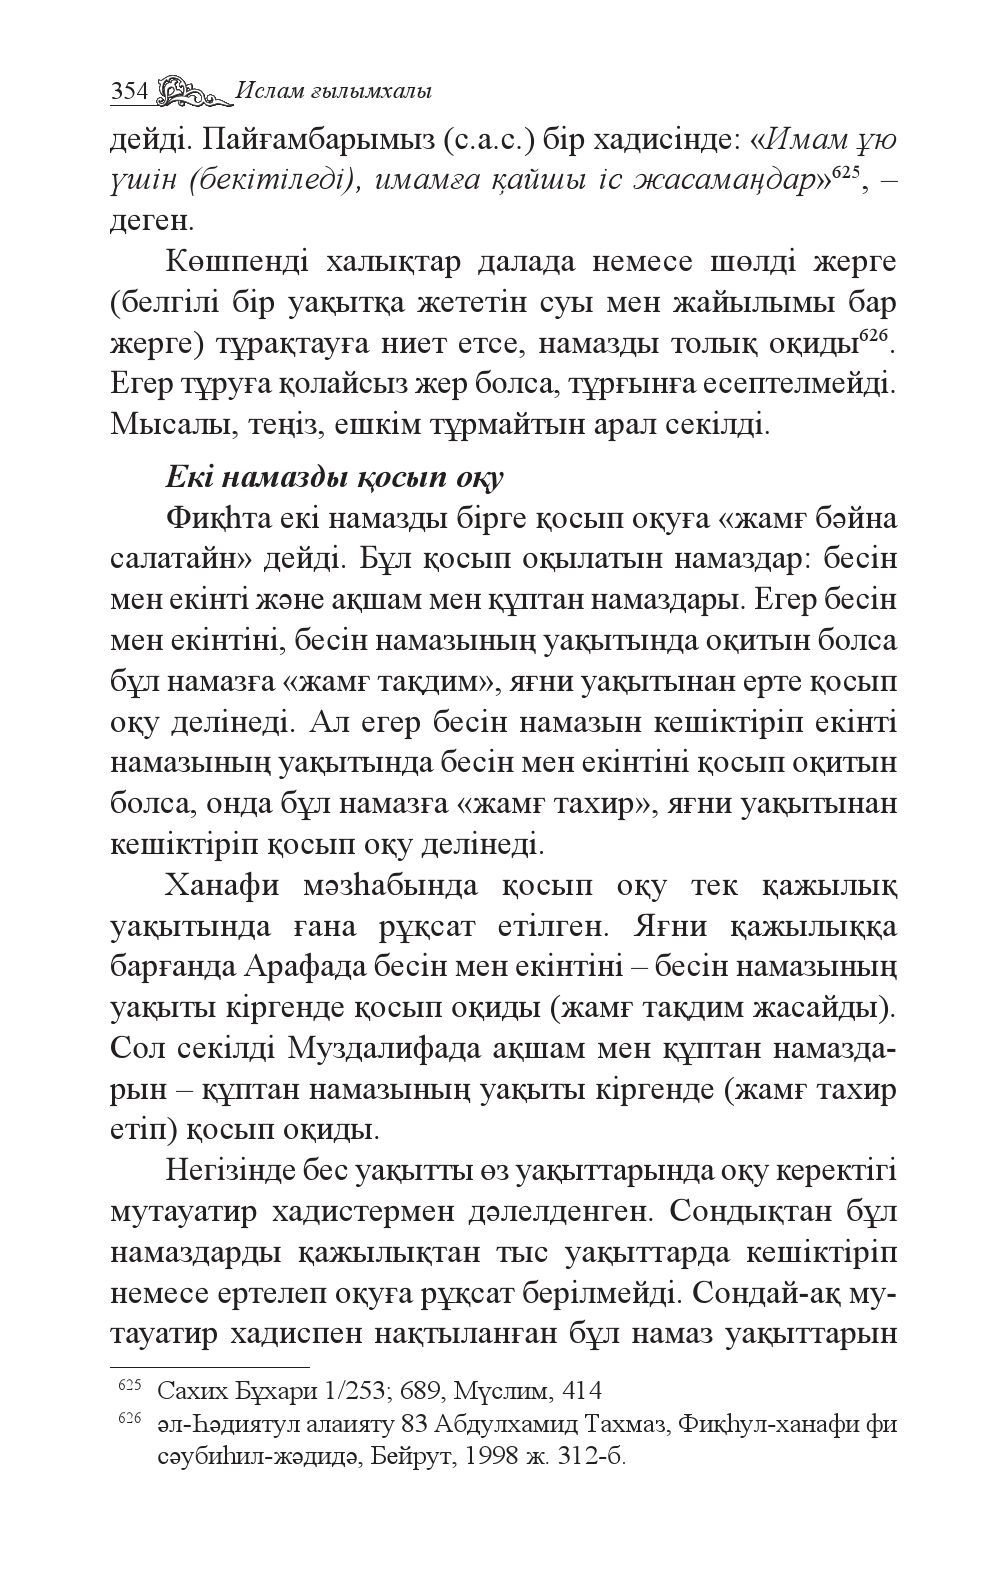 354 Ислам ғылымхалы
дейді. Пайғамбарымыз (с.а.с.) бір хадисінде: «Имам ұю
үшін (бекітіледі), имамға қайшы іс жасамаңдар»⁶²⁵, –
деген.
Көшпенді халықтар далада немесе шөлді жерге
(белгілі бір уақытқа жететін суы мен жайылымы бар
жерге) тұрақтауға ниет етсе, намазды толық оқиды⁶²⁶.
Егер тұруға қолайсыз жер болса, тұрғынға есептелмейді.
Мысалы, теңіз, ешкім тұрмайтын арал секілді.
Екі намазды қосып оқу
Фиқһта екі намазды бірге қосып оқуға «жамғ бәйна
салатайн» дейді. Бұл қосып оқылатын намаздар: бесін
мен екінті және ақшам мен құптан намаздары. Егер бесін
мен екінтіні, бесін намазының уақытында оқитын болса
бұл намазға «жамғ тақдим», яғни уақытынан ерте қосып
оқу делінеді. Ал егер бесін намазын кешіктіріп екінті
намазының уақытында бесін мен екінтіні қосып оқитын
болса, онда бұл намазға «жамғ тахир», яғни уақытынан
кешіктіріп қосып оқу делінеді.
Ханафи мәзһабында қосып оқу тек қажылық
уақытында ғана рұқсат етілген. Яғни қажылыққа
барғанда Арафада бесін мен екінтіні – бесін намазының
уақыты кіргенде қосып оқиды (жамғ тақдим жасайды).
Сол секілді Муздалифада ақшам мен құптан намазда-
рын – құптан намазының уақыты кіргенде (жамғ тахир
етіп) қосып оқиды.
Негізінде бес уақытты өз уақыттарында оқу керектігі
мутауатир хадистермен дәлелденген. Сондықтан бұл
намаздарды қажылықтан тыс уақыттарда кешіктіріп
немесе ертелеп оқуға рұқсат берілмейді. Сондай-ақ му-
тауатир хадиспен нақтыланған бұл намаз уақыттарын
⁶²⁵ Сахих Бұхари 1/253; 689, Мүслим, 414
⁶²⁶ әл-Һәдиятул алаияту 83 Абдулхамид Тахмаз, Фиқһул-ханафи фи
сәубиһил-жәдидә, Бейрут, 1998 ж. 312-б.